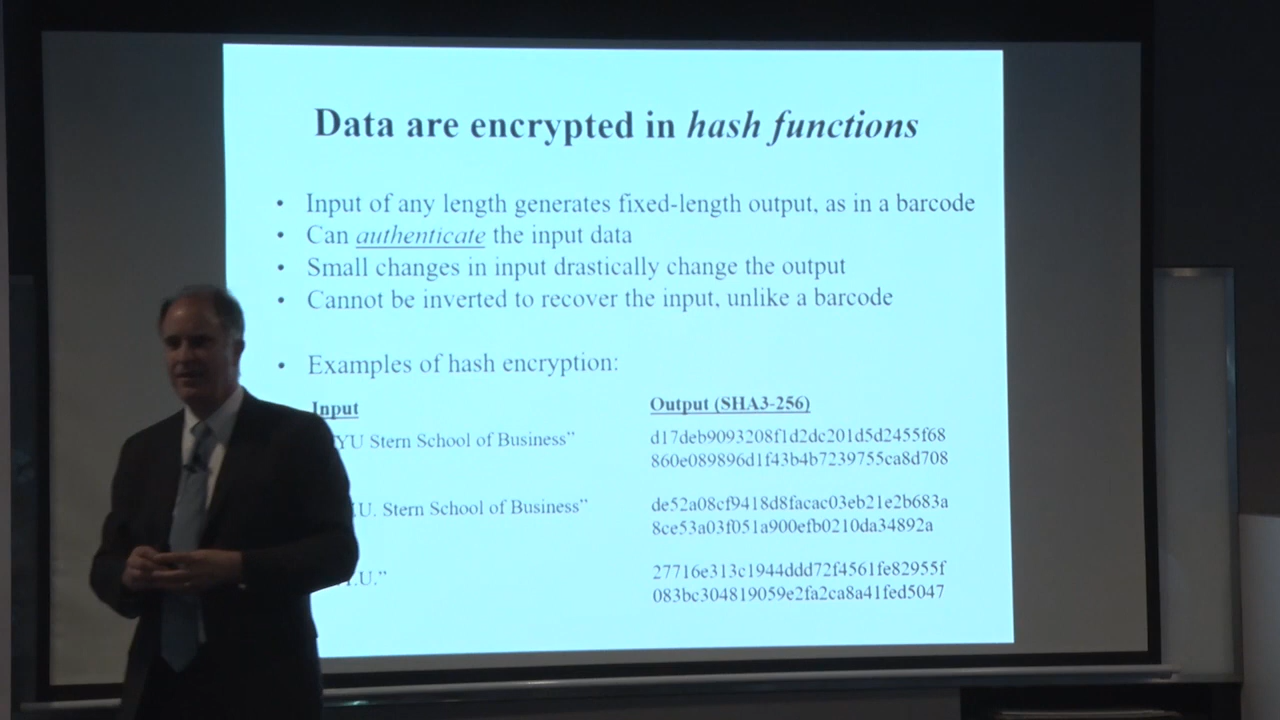 Data are encrypted in hash functions
• Input of any length generates fixed-length output, as in a barcode
• Can authenticate the input data
• Small changes in input drastically change the output
• Cannot be inverted to recover the input, unlike a barcode
• Examples of hash encryption:
Input Output (SHA3-256)
YU Stern School of Business” d17deb9093208f1d2dc201d5d2455f68
860e089896d1f43b4b7239755ca8d708
.U. Stern School of Business” de52a08cf9418d8facac03eb21e2b683a
8ce53a03f051a900efb0210da34892a
.U.” 27716e313c1944ddd72f4561fe82955f
083bc304819059e2fa2ca8a41fed5047